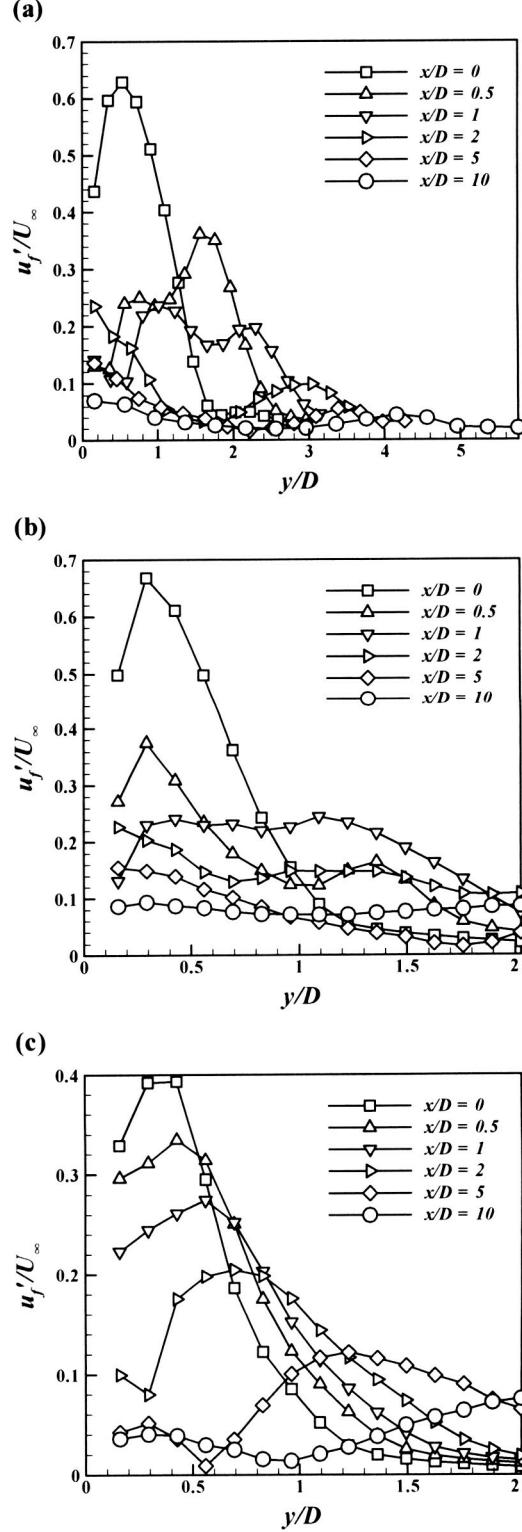 (a)
0.7
0.6
0.5
0.4
0.3
0.2
0.1
0
u_f'/U_∞
x/D = 0
x/D = 0.5
x/D = 1
x/D = 2
x/D = 5
x/D = 10
0 1 2 3 4 5
y/D
(b)
0.7
0.6
0.5
0.4
0.3
0.2
0.1
0
u_f'/U_∞
x/D = 0
x/D = 0.5
x/D = 1
x/D = 2
x/D = 5
x/D = 10
0 0.5 1 1.5 2
y/D
(c)
0.4
0.3
0.2
0.1
0
u_f'/U_∞
x/D = 0
x/D = 0.5
x/D = 1
x/D = 2
x/D = 5
x/D = 10
0 0.5 1 1.5 2
y/D